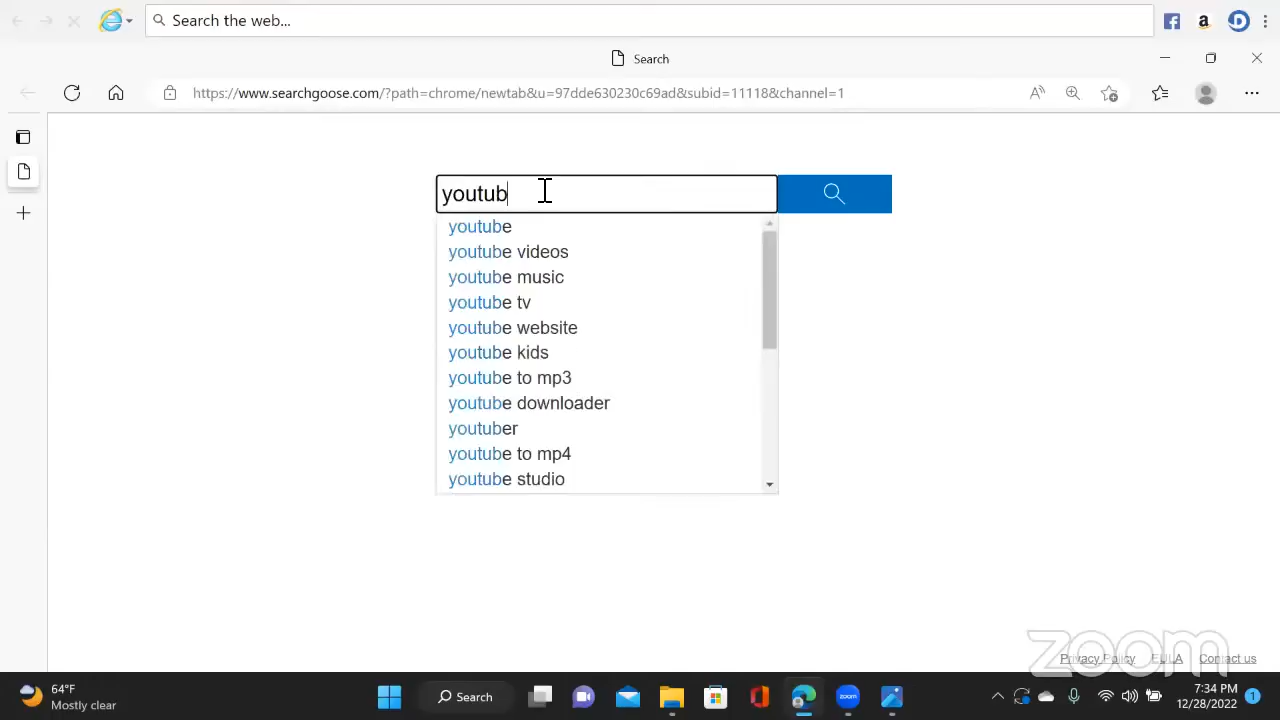 Search the web...
Search
https://www.searchgoose.com/?path=chrome/newtab&u=97dde630230c69ad&subid=11118&channel=1
youtub
youtube
youtube videos
youtube music
youtube tv
youtube website
youtube kids
youtube to mp3
youtube downloader
youtuber
youtube to mp4
youtube studio
zoom
Privacy Policy EULA Contact us
64°F
Mostly clear
Search
zoom
7:34 PM
12/28/2022
1